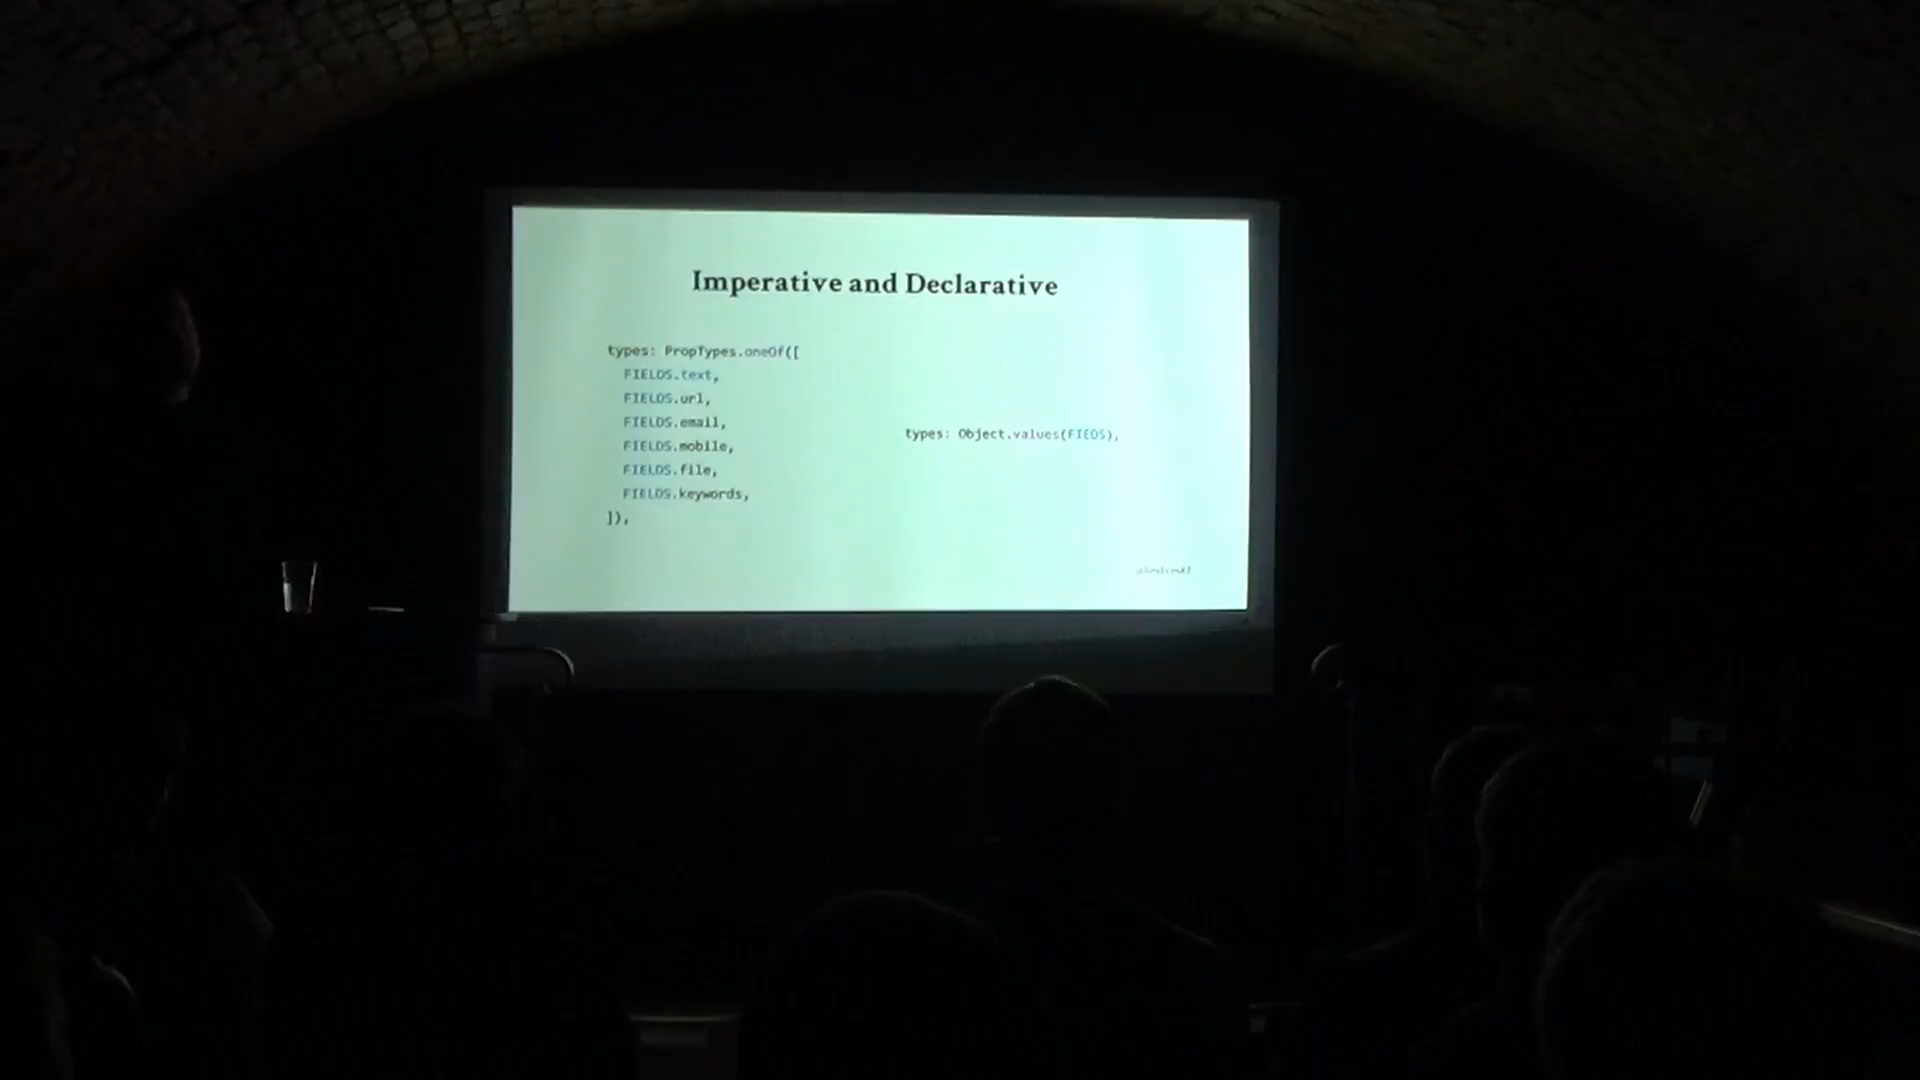 Imperative and Declarative
types: PropTypes.oneOf([
FIELDS.text,
FIELDS.url,
FIELDS.email,
FIELDS.mobile,
FIELDS.file,
FIELDS.keywords,
]),
types: Object.values(FIEDS),